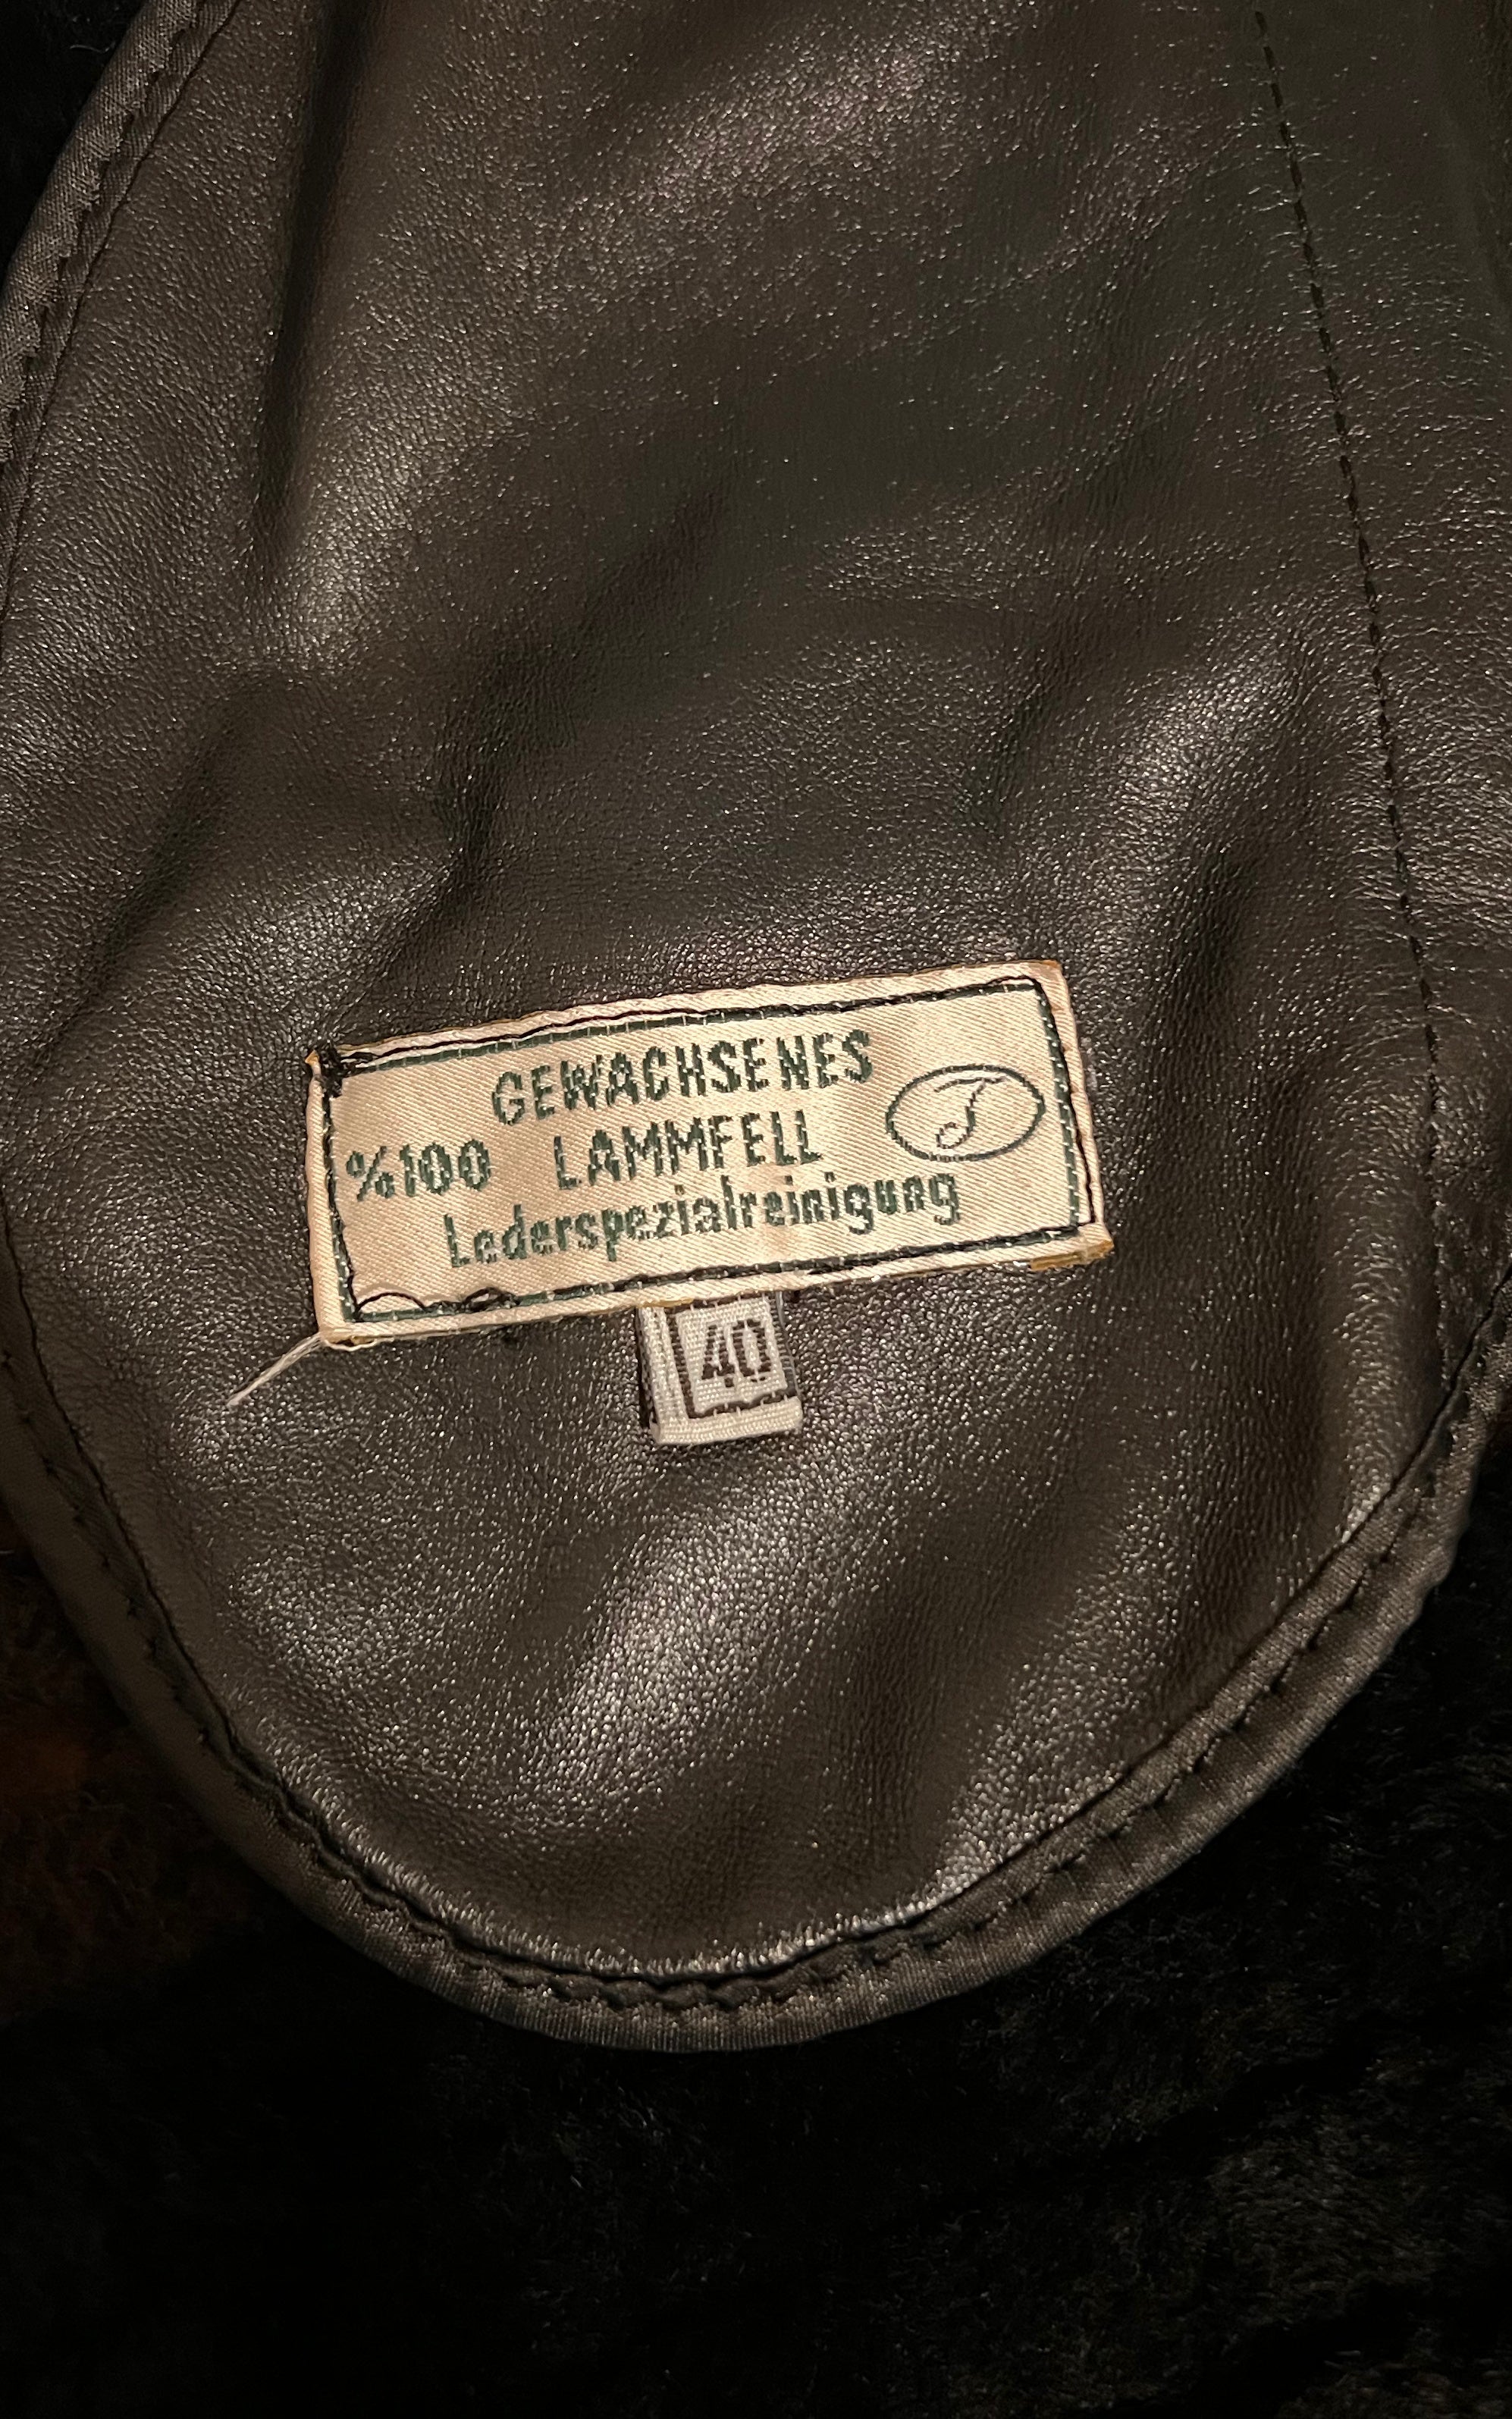 GEWACHSENES
%100 LAMMFELL
Lederspezialreinigung
40